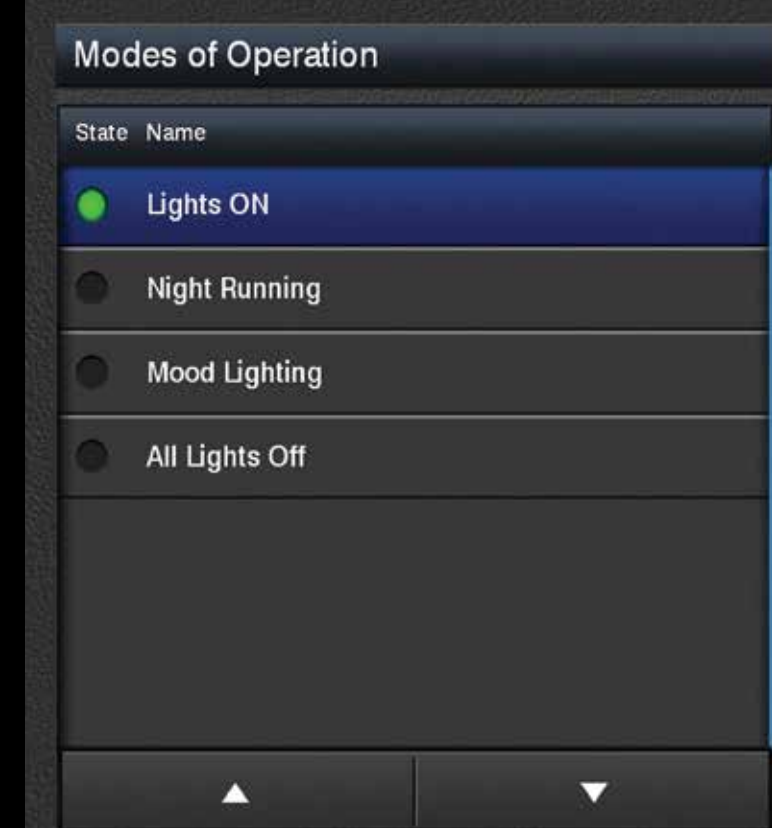 Modes of Operation
State Name
Lights ON
Night Running
Mood Lighting
All Lights Off